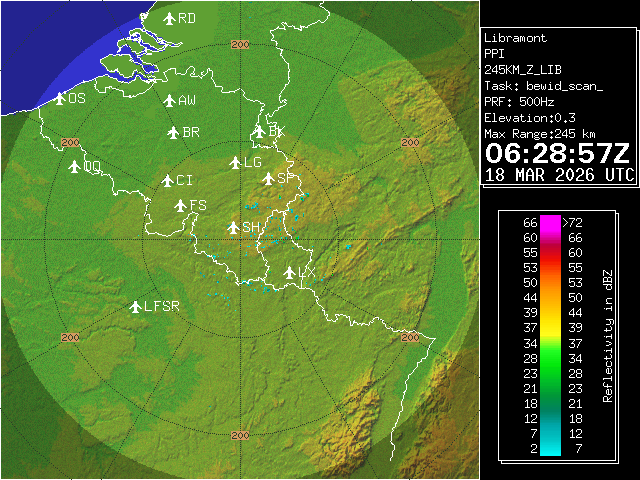 RD
200
OS
AW
BR
BK
200
200
QQ
LG
CI
SP
FS
SH
LX
LFSR
200
200
200
Librament
PPI
245KM_Z_LIB
Task: bewid_scan_
PRF: 500Hz
Elevation:0.3
Max Range:245 km
06:28:57Z
18 MAR 2026 UTC
66 >72
60 66
55 60
53 55
50 53
44 50
39 44
37 39
34 37
28 34
23 28
21 23
18 21
12 18
7 12
2 7
Reflectivity in dBZ